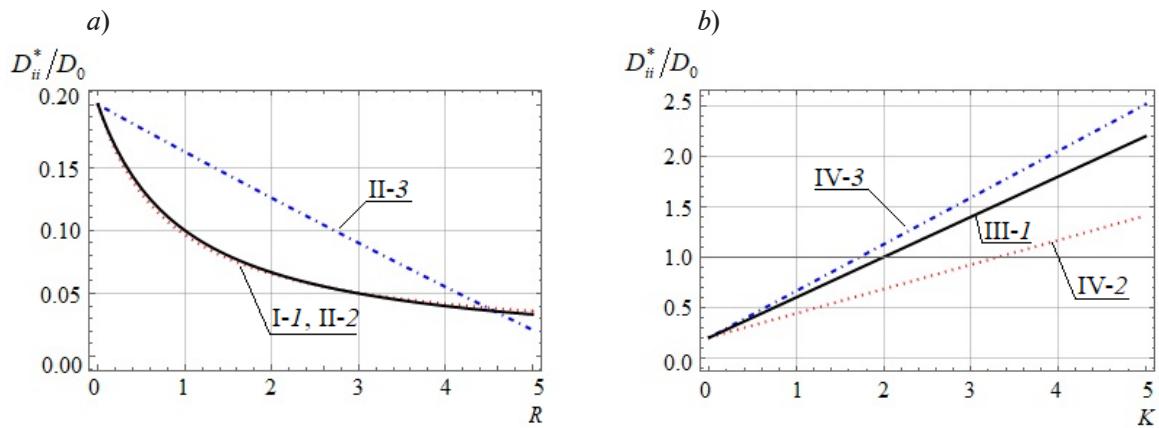 a)
D*ii/D0
0.20
0.15
0.10
0.05
0.00
II-3
I-1, II-2
0 1 2 3 4 5
R
b)
D*ii/D0
2.5
2.0
1.5
1.0
0.5
0.0
IV-3
III-1
IV-2
0 1 2 3 4 5
K